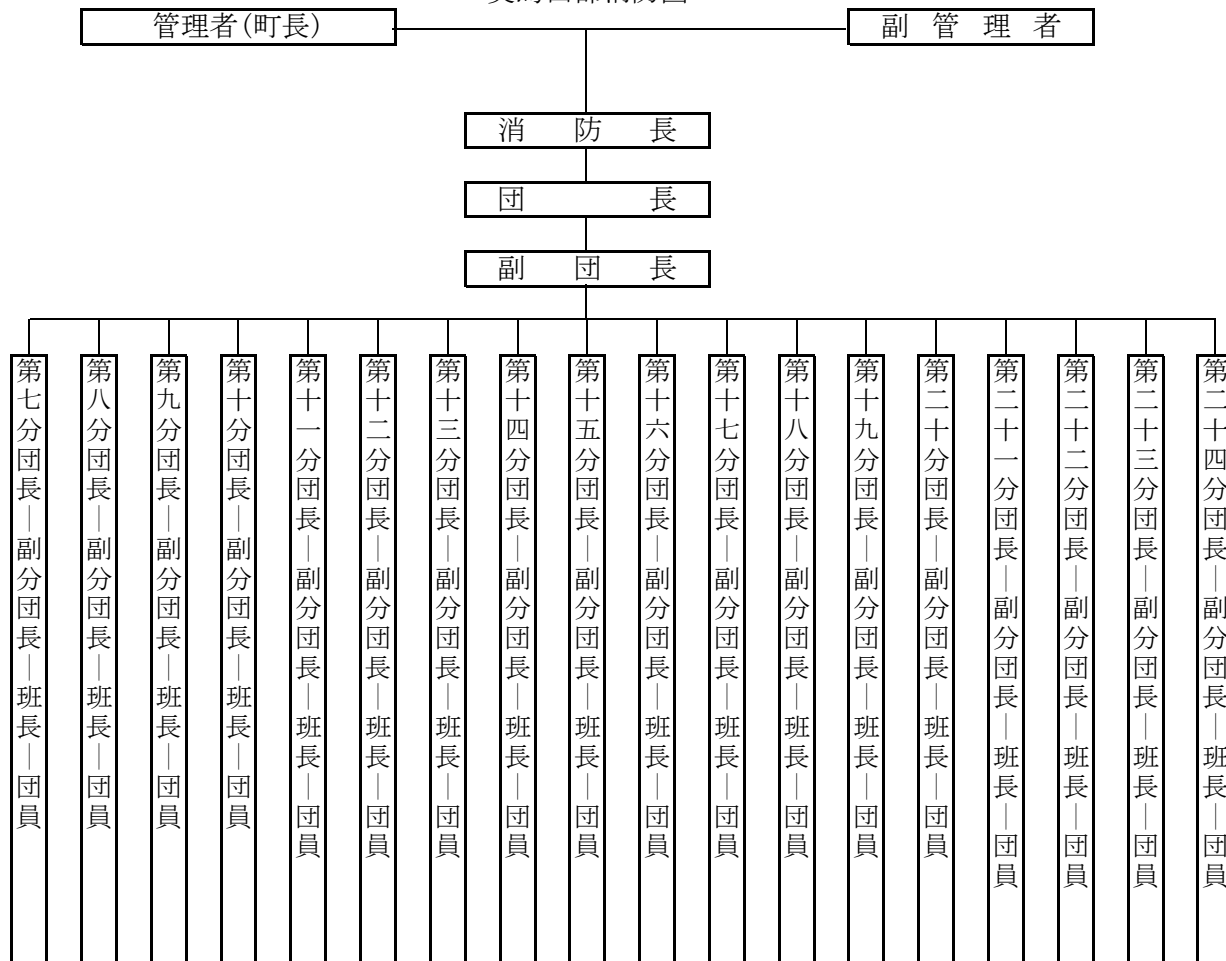 管理者(町長)
副管理者
消防長
団長
副団長
第七分団長―副分団長―班長―団員
第八分団長―副分団長―班長―団員
第九分団長―副分団長―班長―団員
第十分団長―副分団長―班長―団員
第十一分団長―副分団長―班長―団員
第十二分団長―副分団長―班長―団員
第十三分団長―副分団長―班長―団員
第十四分団長―副分団長―班長―団員
第十五分団長―副分団長―班長―団員
第十六分団長―副分団長―班長―団員
第十七分団長―副分団長―班長―団員
第十八分団長―副分団長―班長―団員
第十九分団長―副分団長―班長―団員
第二十分団長―副分団長―班長―団員
第二十一分団長―副分団長―班長―団員
第二十二分団長―副分団長―班長―団員
第二十三分団長―副分団長―班長―団員
第二十四分団長―副分団長―班長―団員